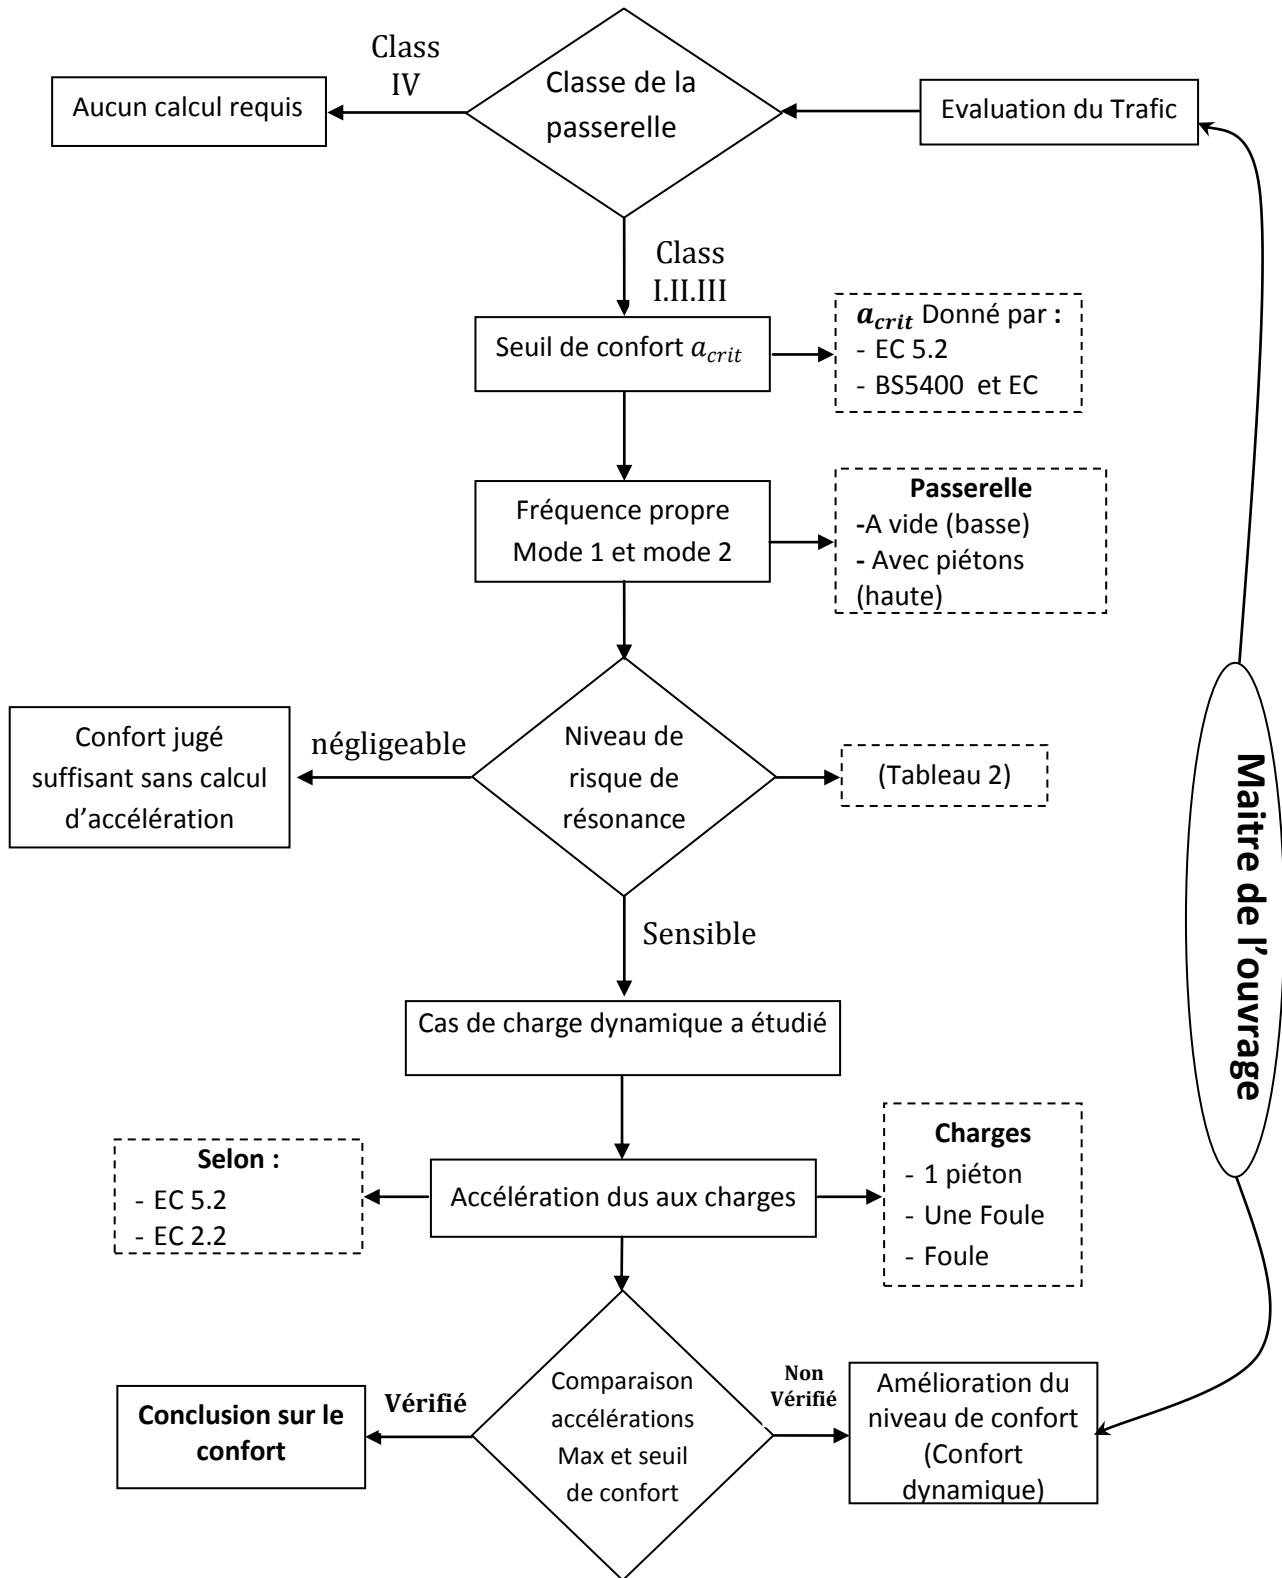 Class
IV
Aucun calcul requis
Classe de la
passerelle
Evaluation du Trafic
Class
I.II.III
Seuil de confort a_crit
a_crit Donné par :
- EC 5.2
- BS5400 et EC
Fréquence propre
Mode 1 et mode 2
Passerelle
-A vide (basse)
- Avec piétons
(haute)
Confort jugé
suffisant sans calcul
d’accélération
négligeable
Niveau de
risque de
résonance
(Tableau 2)
Maitre de l’ouvrage
Sensible
Cas de charge dynamique a étudié
Selon :
- EC 5.2
- EC 2.2
Accélération dus aux charges
Charges
- 1 piéton
- Une Foule
- Foule
Conclusion sur le
confort
Vérifié
Comparaison
accélérations
Max et seuil
de confort
Non
Vérifié
Amélioration du
niveau de confort
(Confort
dynamique)